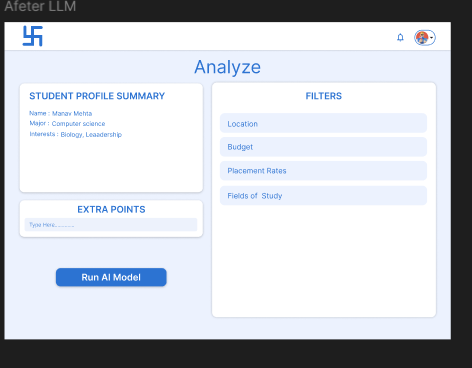 Afeter LLM
Analyze
STUDENT PROFILE SUMMARY
Name : Manav Mehta
Major : Computer science
Interests : Biology, Leaadership
EXTRA POINTS
Type Here............
Run AI Model
FILTERS
Location
Budget
Placement Rates
Fields of Study